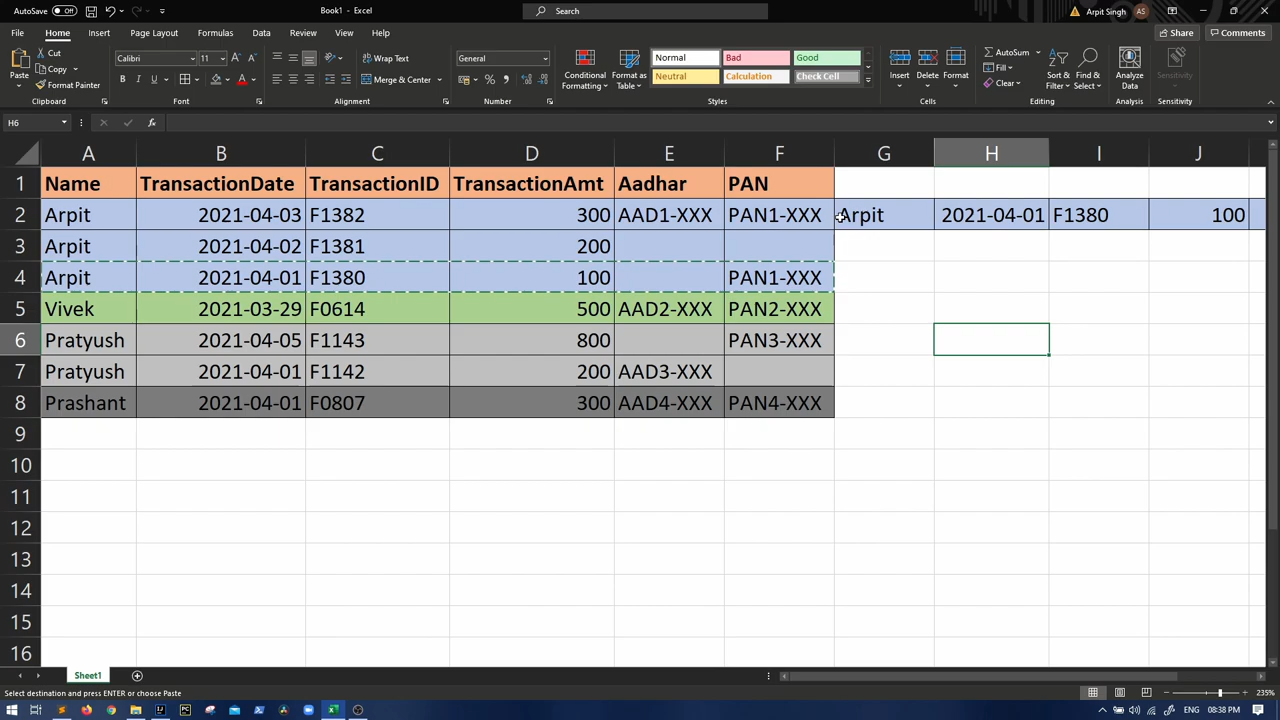 AutoSave Off Book1 - Excel Search Arpit Singh AS
File Home Insert Page Layout Formulas Data Review View Help Share Comments
Paste Cut Copy Format Painter Clipboard
Calibri 11 B I U Font
Wrap Text Merge & Center Alignment
General % Number
Conditional Formatting Format as Table Normal Bad Good Neutral Calculation Check Cell Styles
Insert Delete Format Cells
AutoSum Fill Clear Sort & Filter Find & Select Editing
Analyze Data Analysis Sensitivity Sensitivity
H6 fx
A B C D E F G H I J
1 Name TransactionDate TransactionID TransactionAmt Aadhar PAN
2 Arpit 2021-04-03 F1382 300 AAD1-XXX PAN1-XXX Arpit 2021-04-01 F1380 100
3 Arpit 2021-04-02 F1381 200
4 Arpit 2021-04-01 F1380 100 PAN1-XXX
5 Vivek 2021-03-29 F0614 500 AAD2-XXX PAN2-XXX
6 Pratyush 2021-04-05 F1143 800 PAN3-XXX
7 Pratyush 2021-04-01 F1142 200 AAD3-XXX
8 Prashant 2021-04-01 F0807 300 AAD4-XXX PAN4-XXX
9
10
11
12
13
14
15
16
Sheet1
Select destination and press ENTER or choose Paste 235%
ENG 08:38 PM